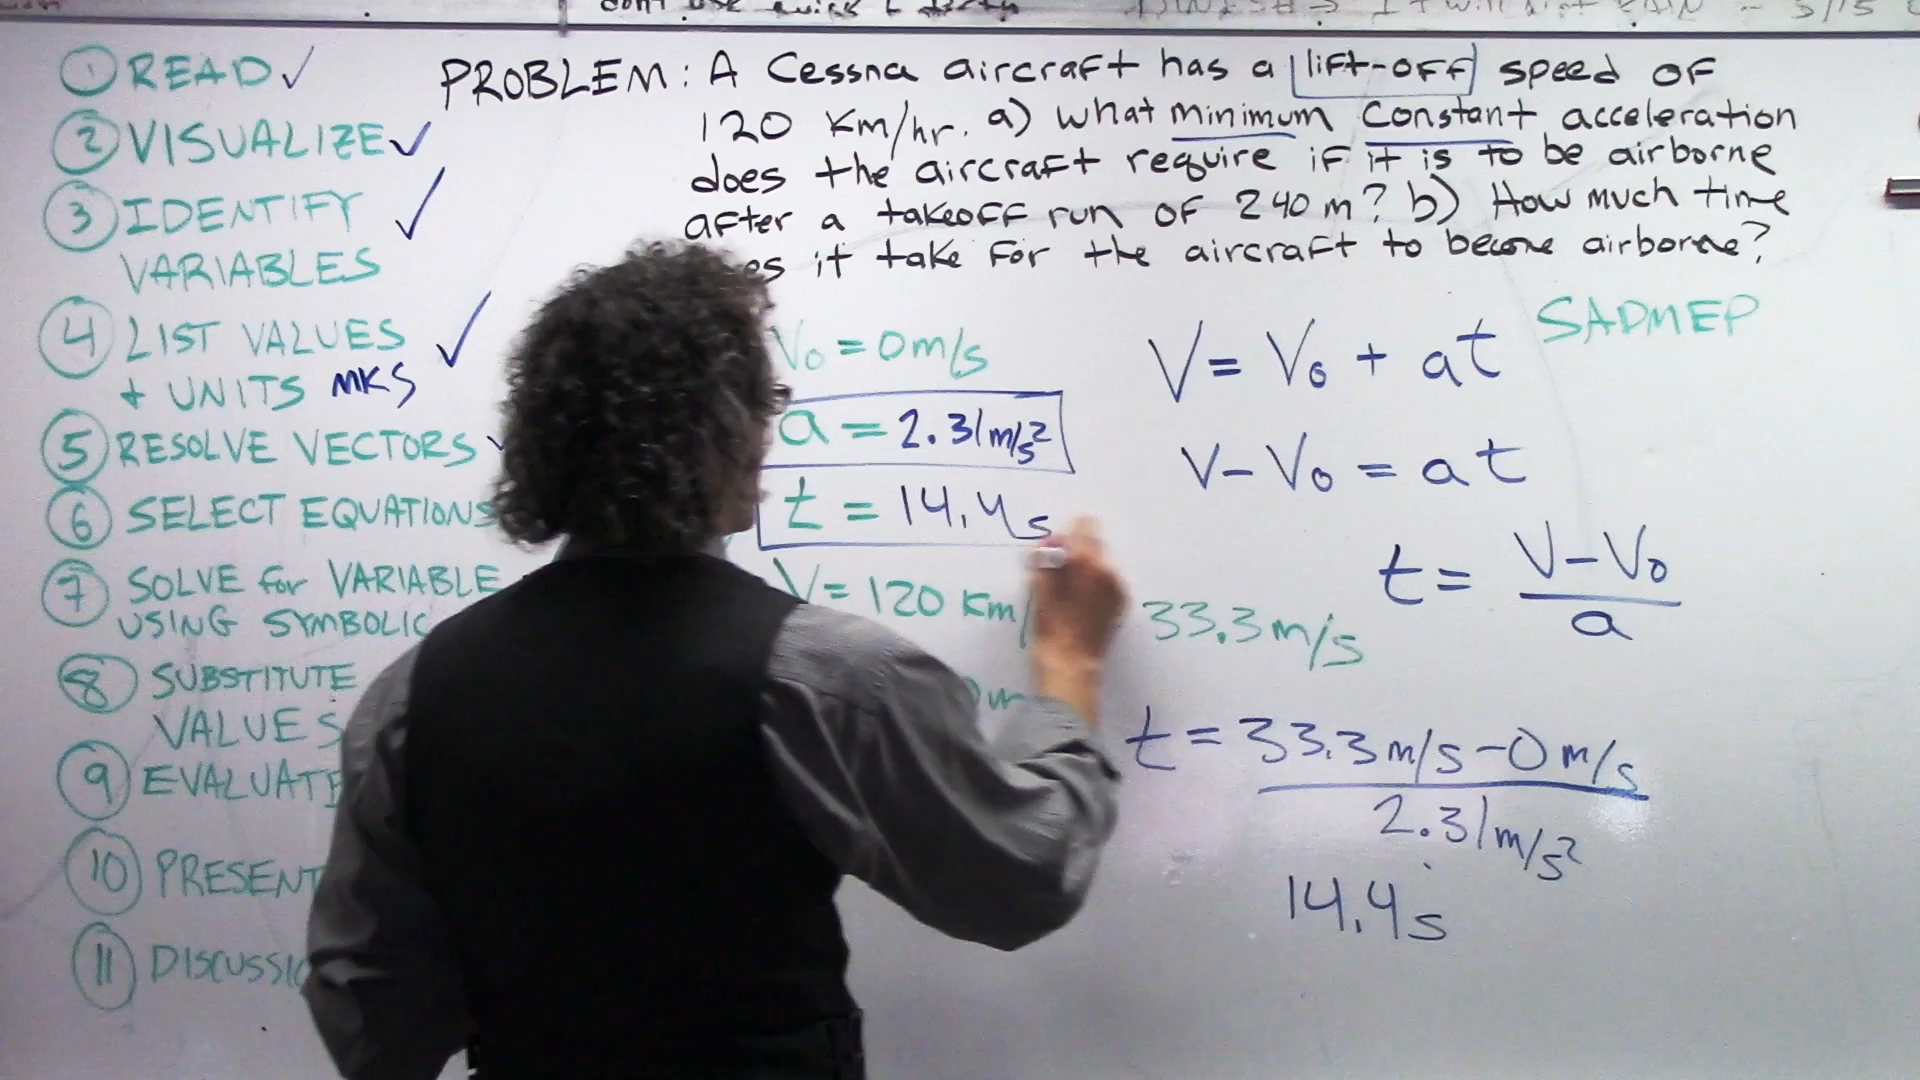 ① READ ✓
② VISUALIZE ✓
③ IDENTIFY ✓
VARIABLES
④ LIST VALUES ✓
+ UNITS MKS
⑤ RESOLVE VECTORS
⑥ SELECT EQUATIONS
⑦ SOLVE for VARIABLE
USING SYMBOLIC
⑧ SUBSTITUTE
VALUES
⑨ EVALUATE
⑩ PRESENT
⑪ DISCUSSIO
PROBLEM: A Cessna aircraft has a lift-off speed of
120 Km/hr. a) what minimum constant acceleration
does the aircraft require if it is to be airborne
after a takeoff run of 240 m? b) How much time
es it take for the aircraft to become airborne?
V₀ = 0 m/s
a = 2.31 m/s²
t = 14.4 s
V = 120 Km/
33.3 m/s
0 m
SADMEP
V = V₀ + at
V - V₀ = at
t = V - V₀
a
t = 33.3 m/s - 0 m/s
2.31 m/s²
14.4 s